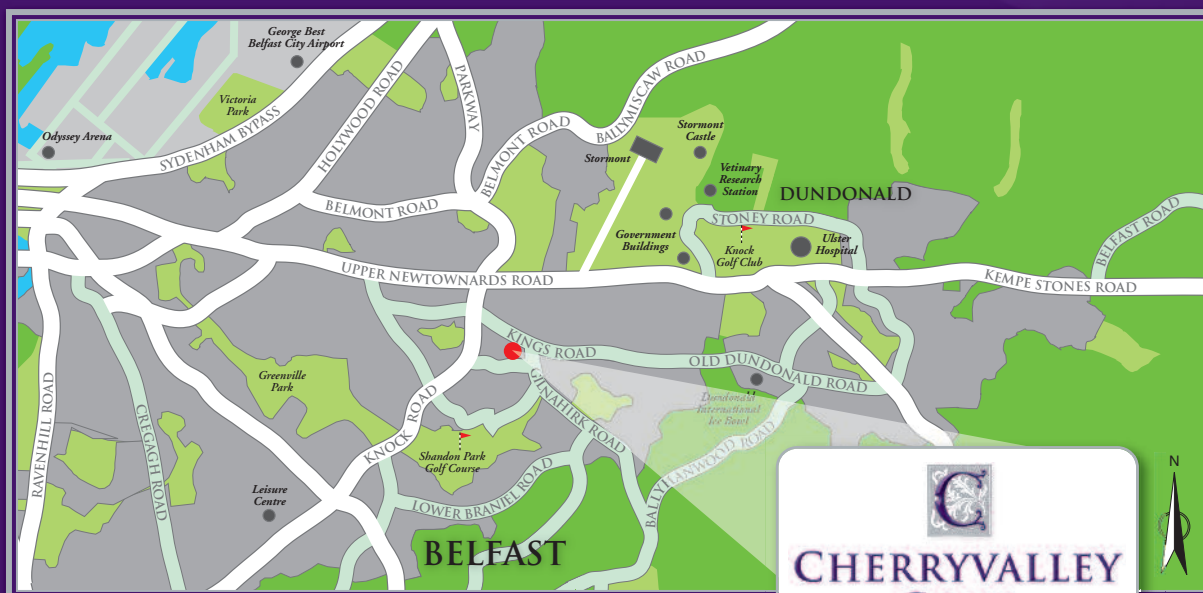 George Best
Belfast City Airport
Victoria
Park
Odyssey Arena
SYDENHAM BYPASS
HOLYWOOD ROAD
PARKWAY
BELMONT ROAD
BALLYMISCAW ROAD
Stormont
Stormont
Castle
Vetinary
Research
Station
DUNDONALD
BELMONT ROAD
STONEY ROAD
Government
Buildings
Knock
Golf Club
Ulster
Hospital
BELFAST ROAD
UPPER NEWTOWNARDS ROAD
KEMPE STONES ROAD
KINGS ROAD
OLD DUNDONALD ROAD
Greenville
Park
GILNAHIRK ROAD
Dundonald
International
Ice Bowl
RAVENHILL ROAD
CREGAGH ROAD
KNOCK ROAD
Shandon Park
Golf Course
Leisure
Centre
LOWER BRANIEL ROAD
BALLYHANWOOD ROAD
N
BELFAST
C
CHERRYVALLEY